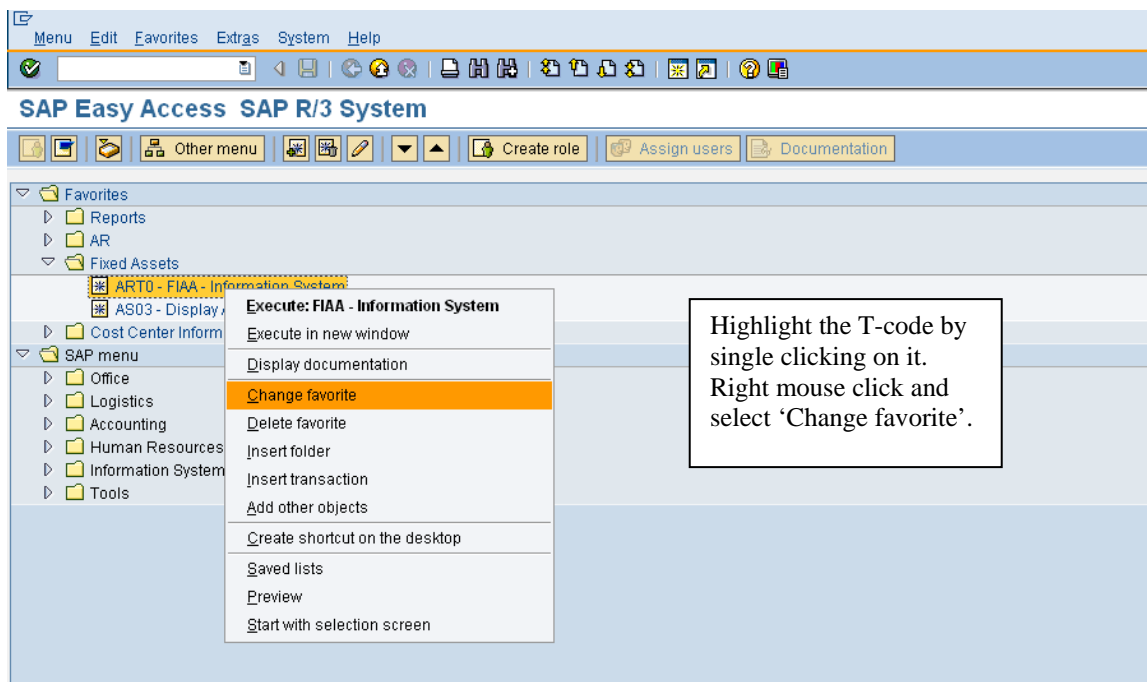 Menu Edit Favorites Extras System Help
SAP Easy Access SAP R/3 System
Other menu Create role Assign users Documentation
Favorites
Reports
AR
Fixed Assets
ART0 - FIAA - Information System
AS03 - Display
Cost Center Inform
SAP menu
Office
Logistics
Accounting
Human Resources
Information System
Tools
Execute: FIAA - Information System
Execute in new window
Display documentation
Change favorite
Delete favorite
Insert folder
Insert transaction
Add other objects
Create shortcut on the desktop
Saved lists
Preview
Start with selection screen
Highlight the T-code by
single clicking on it.
Right mouse click and
select ‘Change favorite’.